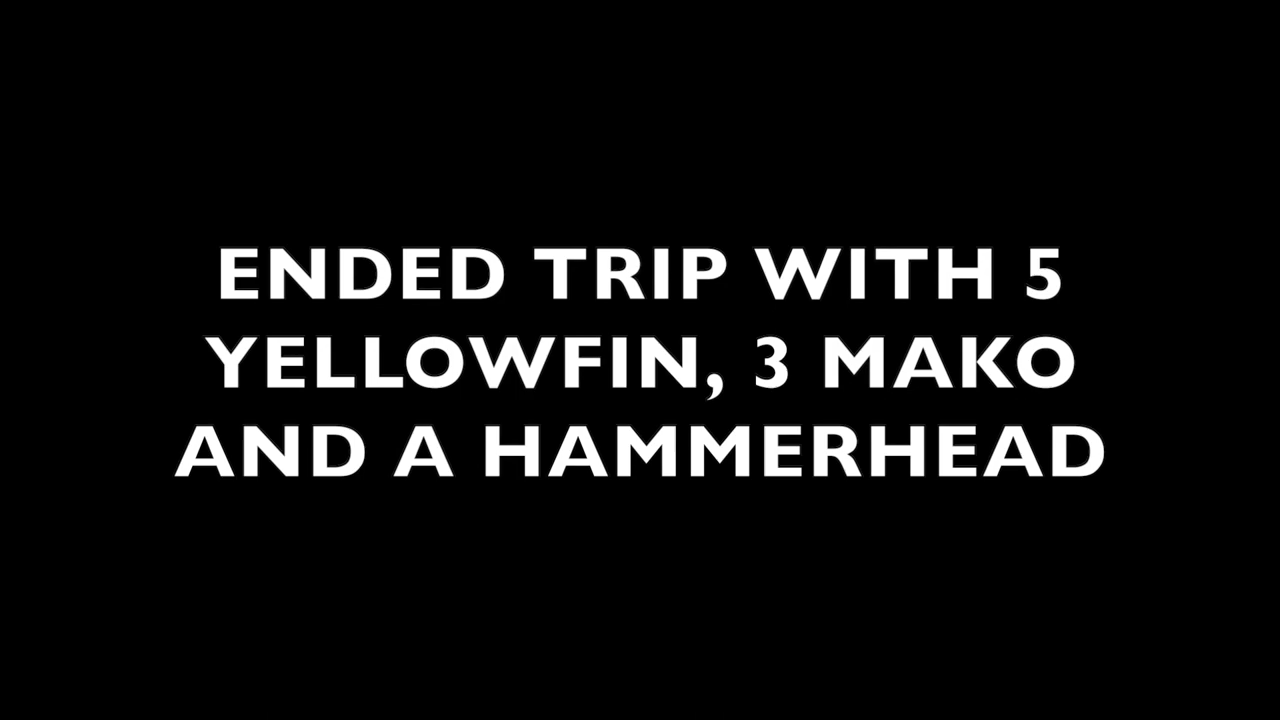 ENDED TRIP WITH 5
YELLOWFIN, 3 MAKO
AND A HAMMERHEAD